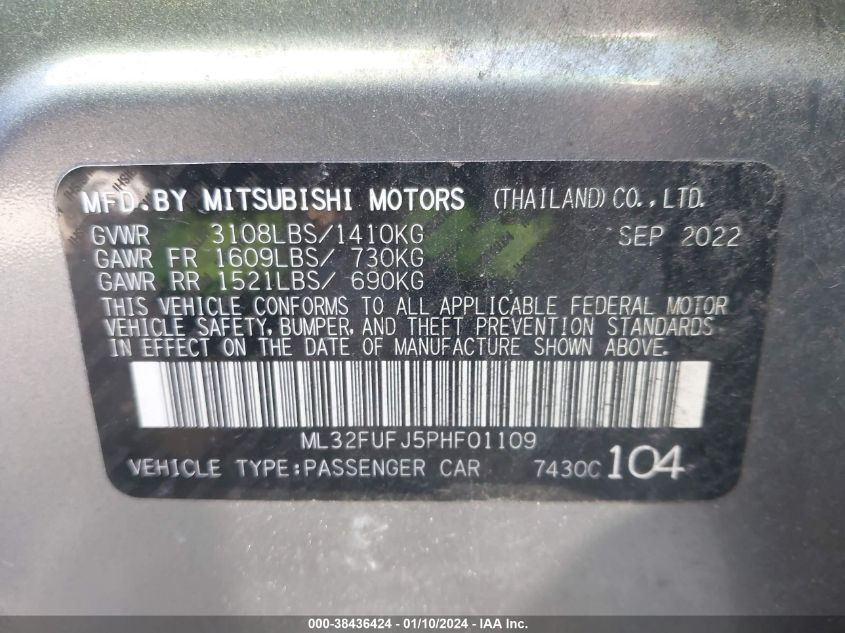 MFD.BY MITSUBISHI MOTORS (THAILAND) CO.,LTD.
GVWR 3108LBS/1410KG SEP 2022
GAWR FR 1609LBS/ 730KG
GAWR RR 1521LBS/ 690KG
THIS VEHICLE CONFORMS TO ALL APPLICABLE FEDERAL MOTOR
VEHICLE SAFETY, BUMPER, AND THEFT PREVENTION STANDARDS
IN EFFECT ON THE DATE OF MANUFACTURE SHOWN ABOVE.
ML32FUFJ5PHF01109
VEHICLE TYPE:PASSENGER CAR 7430C 104
000-38436424 - 01/10/2024 - IAA Inc.